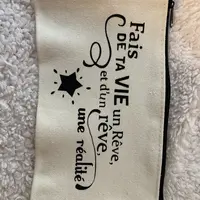 Fais
DE TA VIE un Rêve,
et d'un rêve,
une réalité